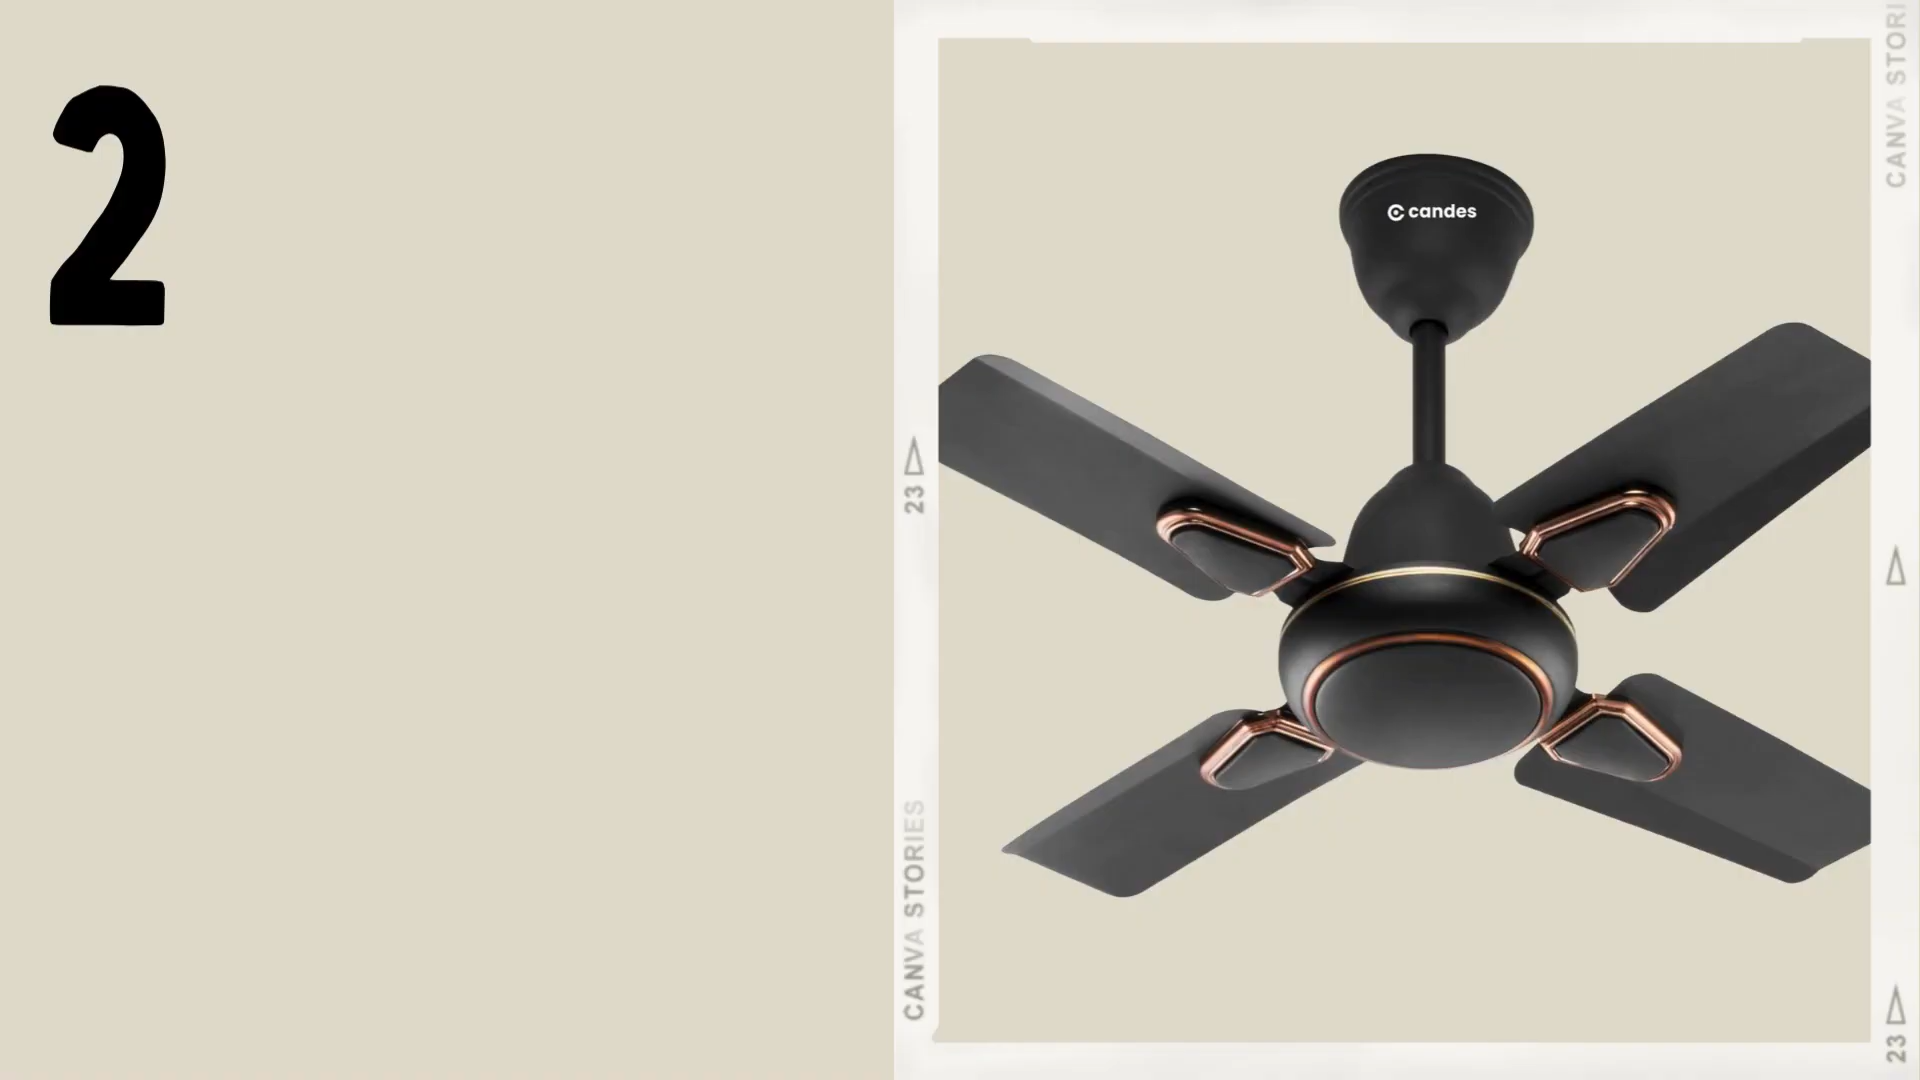 2
candes
23
CANVA STORIES
CANVA STORI
23